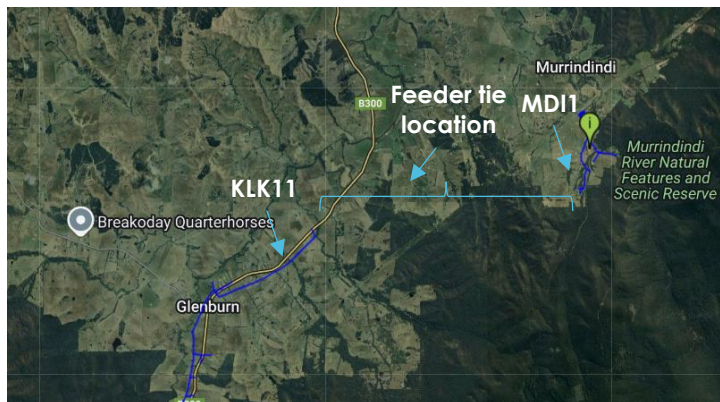 Murrindindi
B300
Feeder tie
location
MDI1
i
Murrindindi
River Natural
Features and
Scenic Reserve
KLK11
Breakoday Quarterhorses
Glenburn